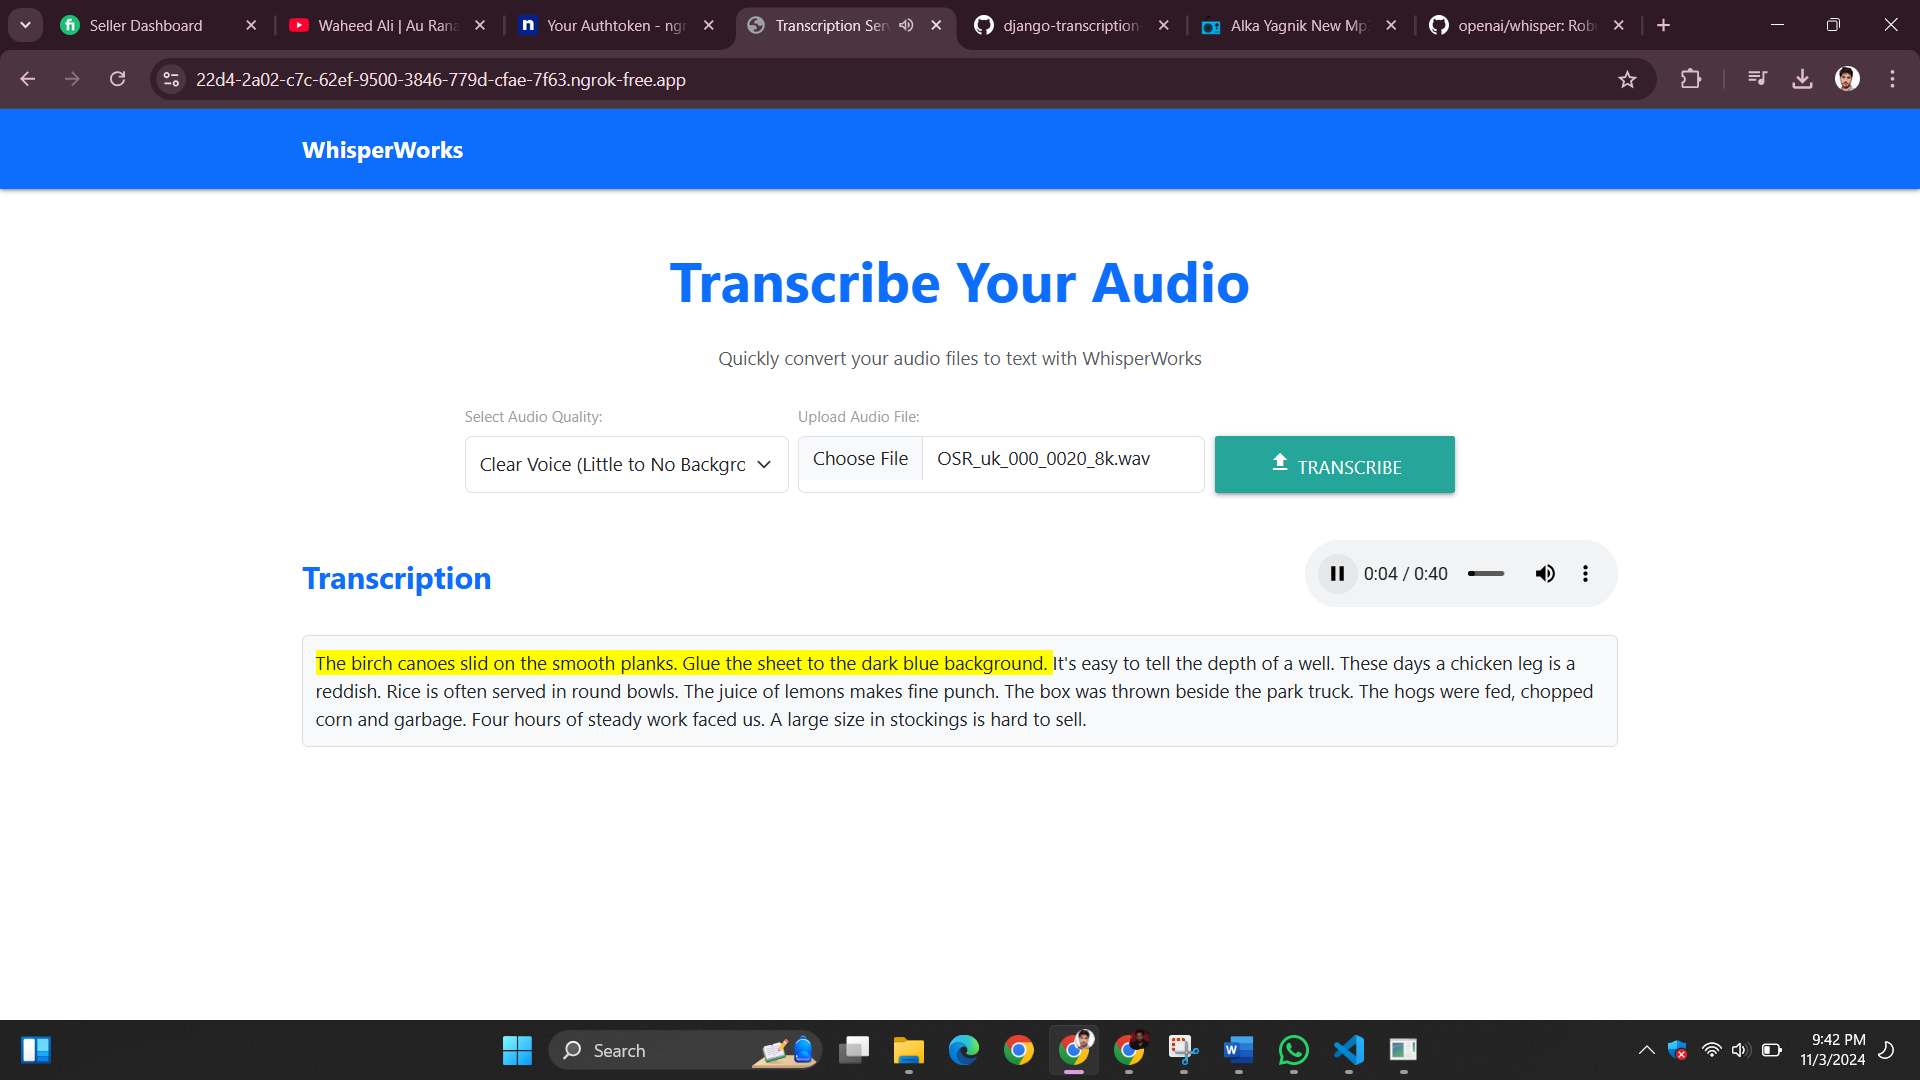 Seller Dashboard
Waheed Ali | Au Rana
Your Authtoken - ngr
Transcription Ser
django-transcription-
Alka Yagnik New Mp
openai/whisper: Rob
22d4-2a02-c7c-62ef-9500-3846-779d-cfae-7f63.ngrok-free.app
WhisperWorks
Transcribe Your Audio
Quickly convert your audio files to text with WhisperWorks
Select Audio Quality:
Upload Audio File:
Clear Voice (Little to No Backgro
Choose File OSR_uk_000_0020_8k.wav
TRANSCRIBE
Transcription
0:04 / 0:40
The birch canoes slid on the smooth planks. Glue the sheet to the dark blue background. It's easy to tell the depth of a well. These days a chicken leg is a
reddish. Rice is often served in round bowls. The juice of lemons makes fine punch. The box was thrown beside the park truck. The hogs were fed, chopped
corn and garbage. Four hours of steady work faced us. A large size in stockings is hard to sell.
Search
9:42 PM
11/3/2024